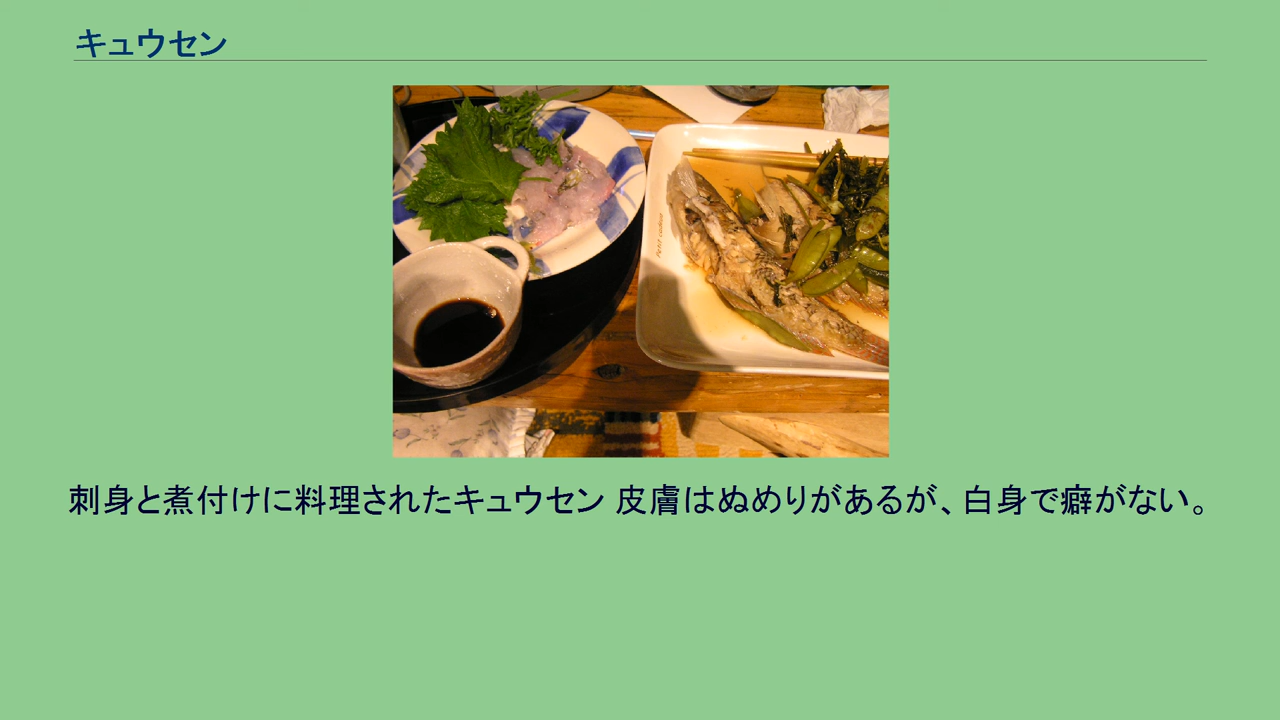 キュウセン
Petit cadeau
刺身と煮付けに料理されたキュウセン 皮膚はぬめりがあるが、白身で癖がない。